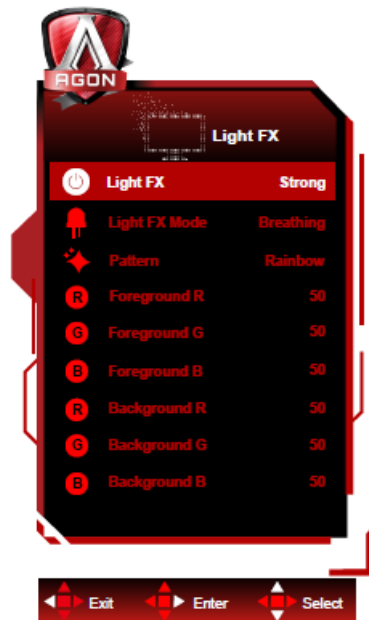 AGON
Light FX
Light FX Strong
Light FX Mode Breathing
Pattern Rainbow
R Foreground R 50
G Foreground G 50
B Foreground B 50
R Background R 50
G Background G 50
B Background B 50
Exit Enter Select